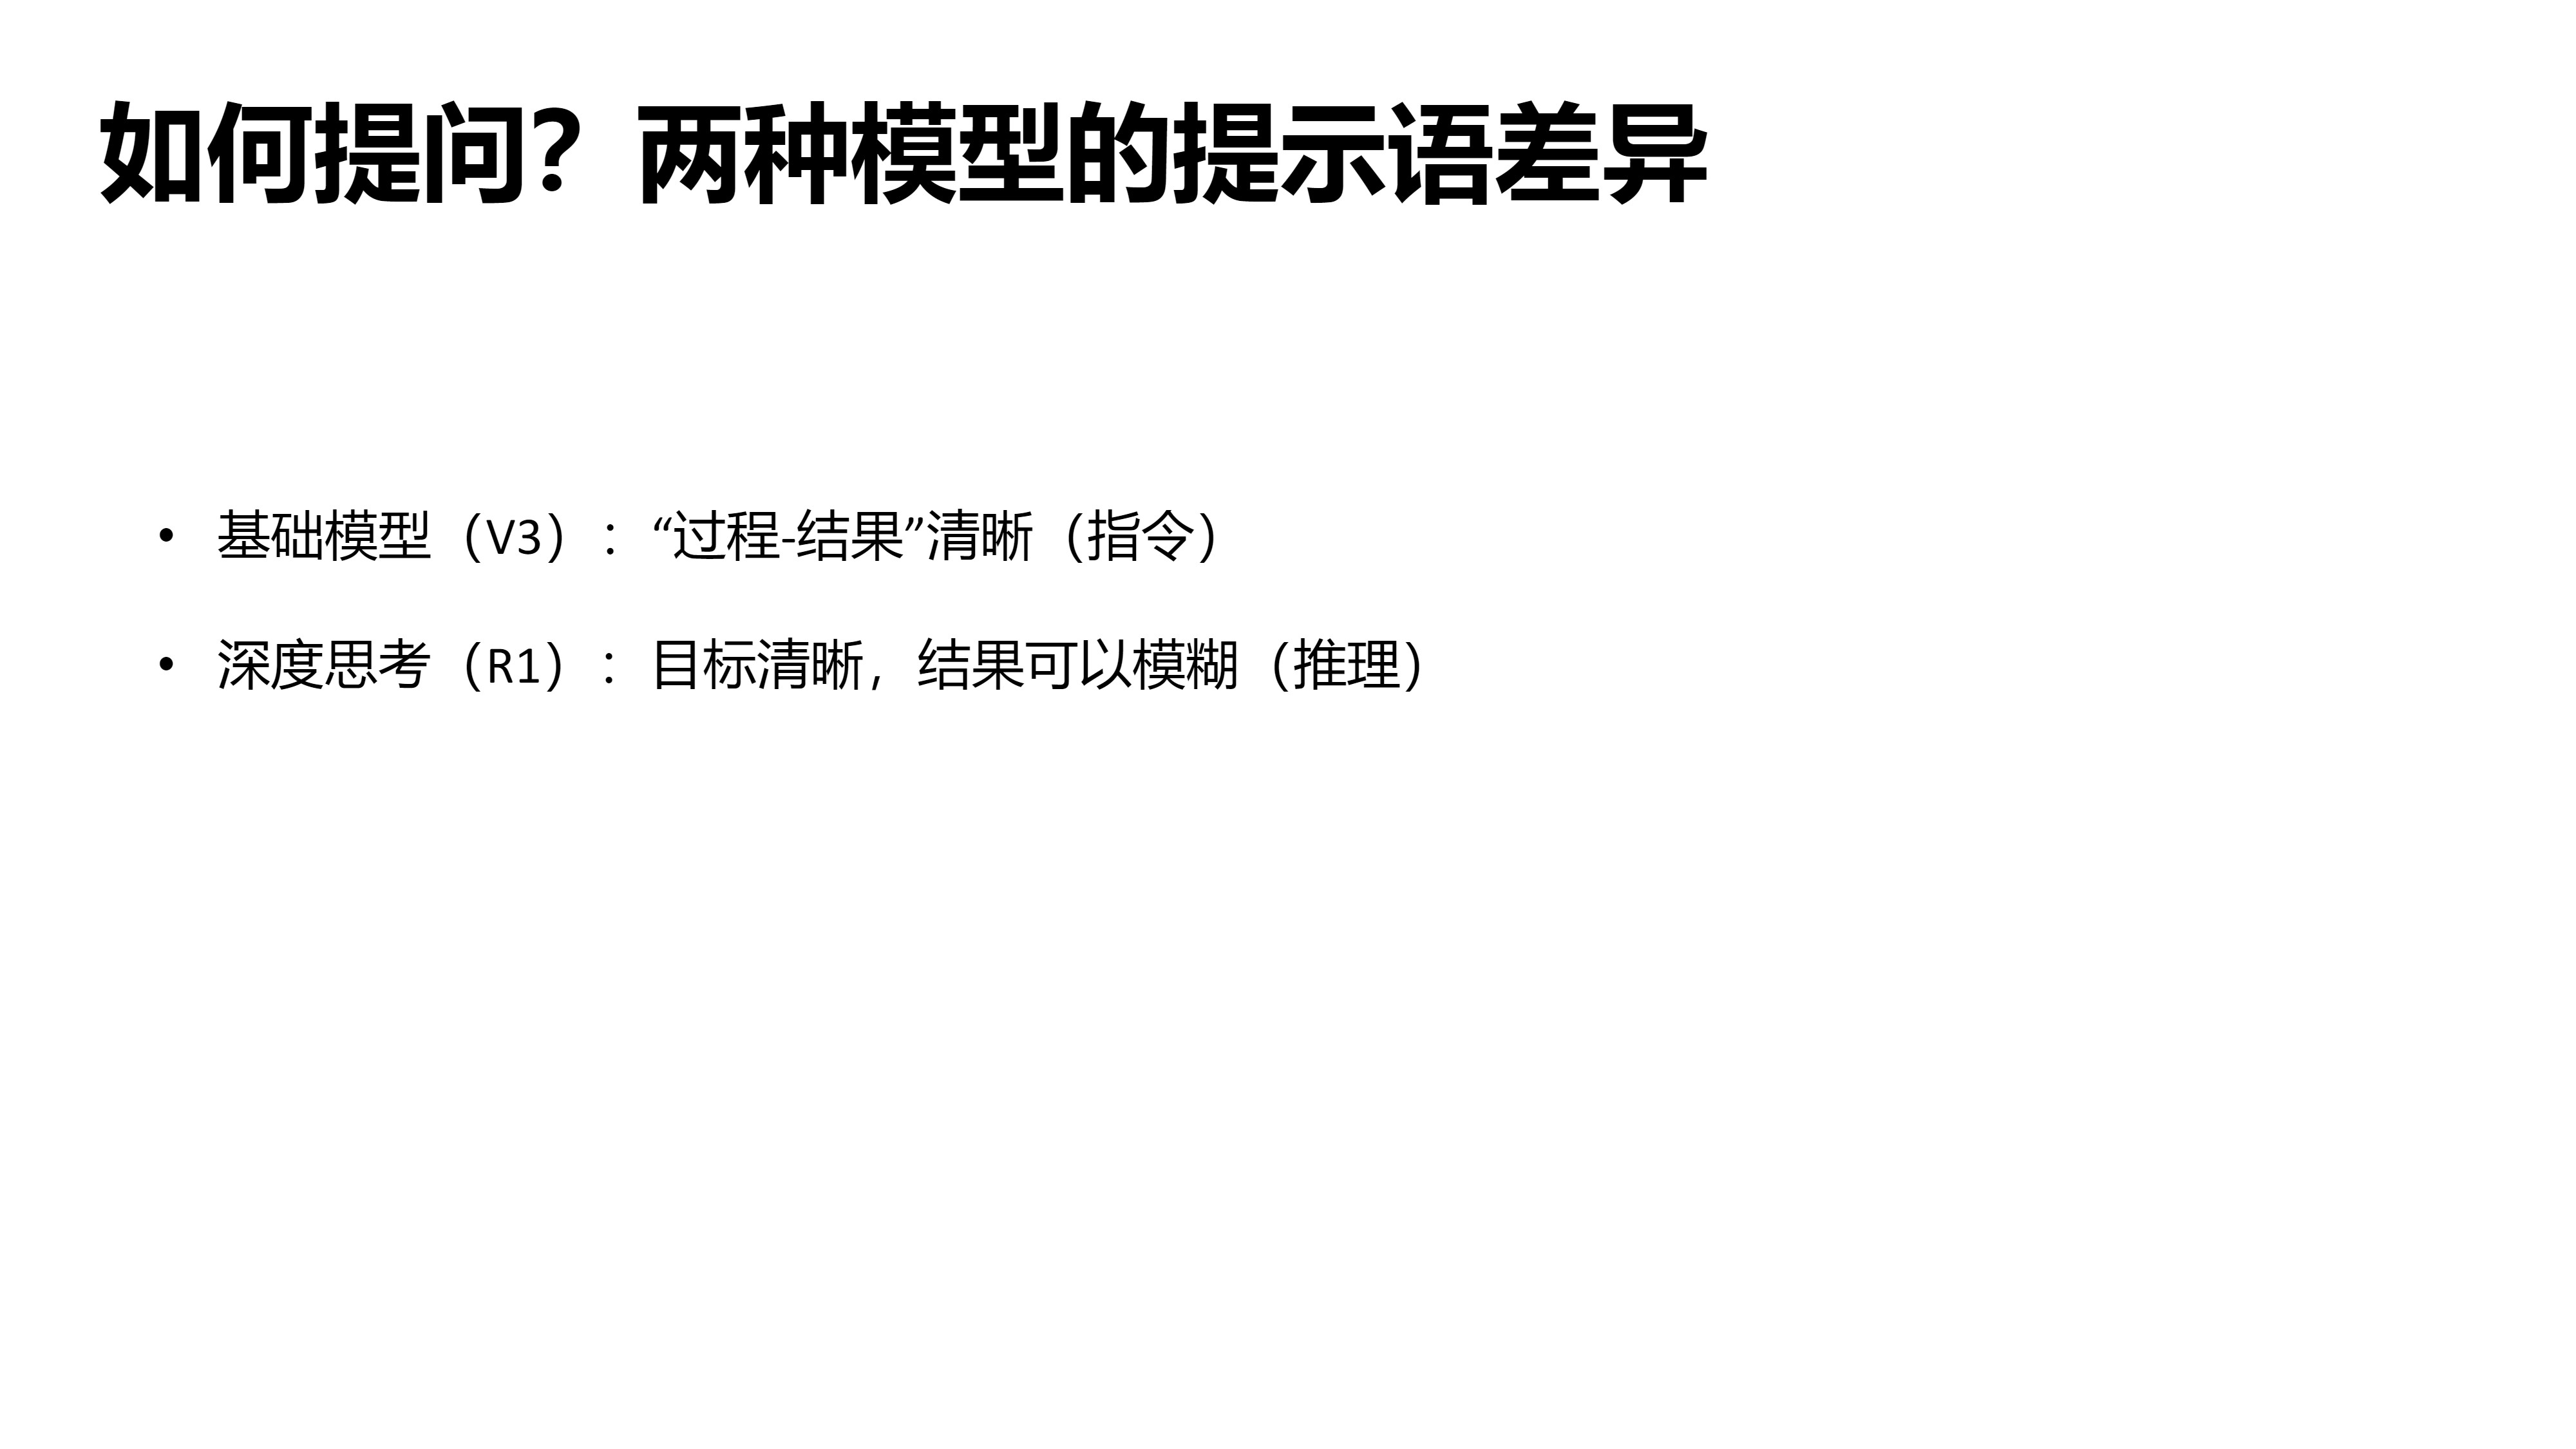 如何提问？两种模型的提示语差异
• 基础模型（V3）：“过程-结果”清晰（指令）
• 深度思考（R1）：目标清晰，结果可以模糊（推理）